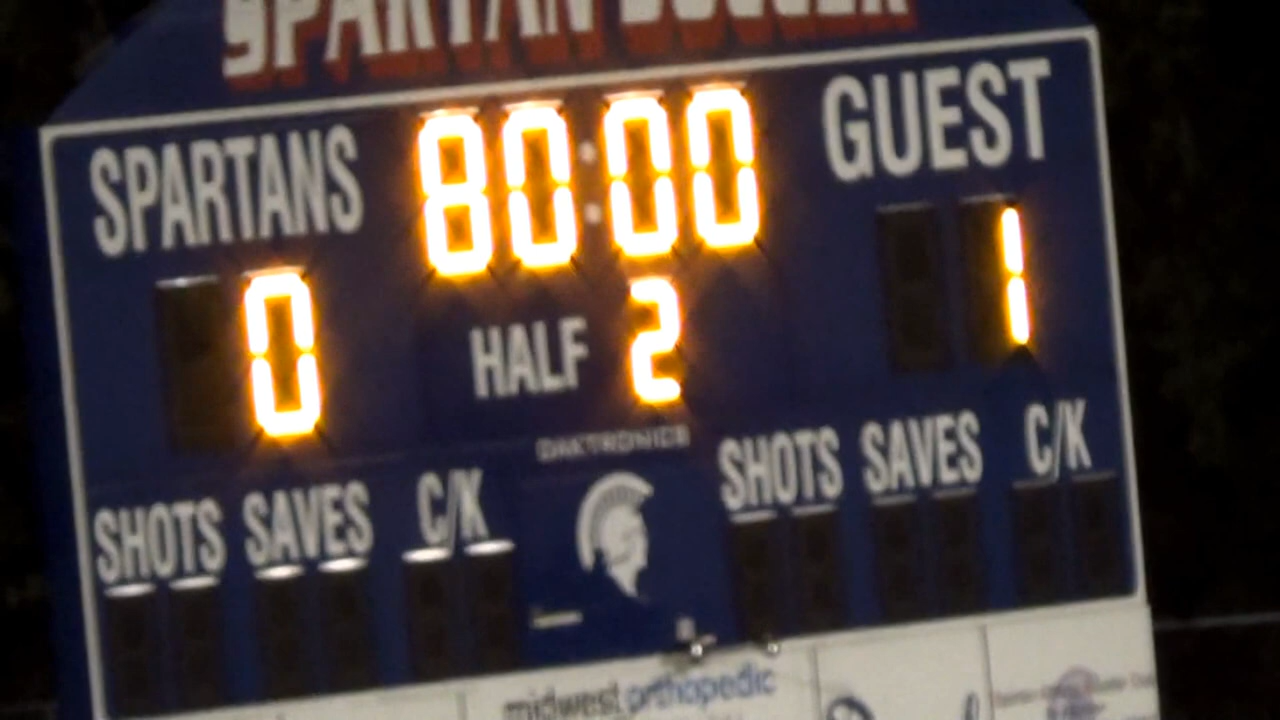 SPARTAN SOCCER
SPARTANS 80:00 GUEST
0 HALF 2 1
DAKTRONICS
SHOTS SAVES C/K SHOTS SAVES C/K
midwest orthopedic